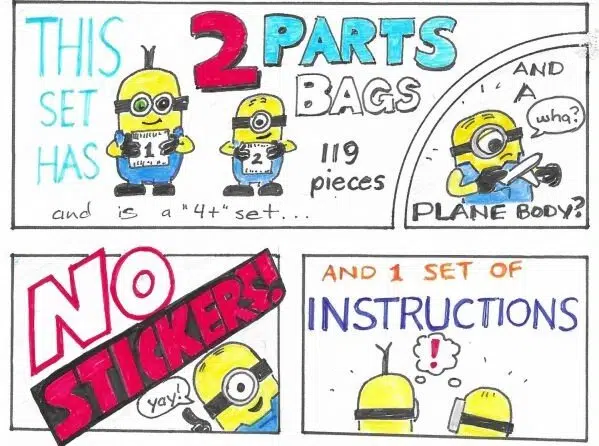 THIS
SET
HAS
2 PARTS
BAGS
1
2
119
pieces
and is a "4+" set...
AND
A
wha?
PLANE BODY?
NO
STICKERS!
yay!
AND 1 SET OF
INSTRUCTIONS
!